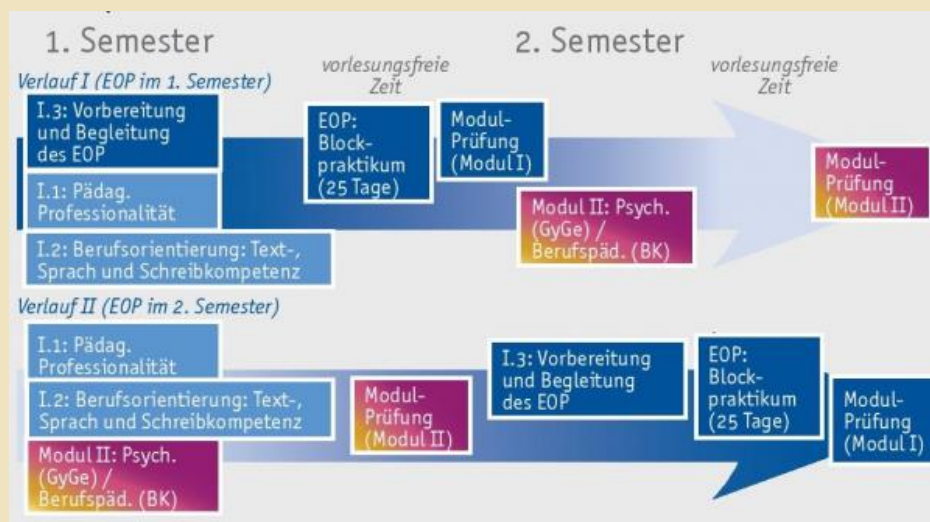 1. Semester
2. Semester
vorlesungsfreie
Zeit
vorlesungsfreie
Zeit
Verlauf I (EOP im 1. Semester)
I.3: Vorbereitung
und Begleitung
des EOP
EOP:
Block-
praktikum
(25 Tage)
Modul-
Prüfung
(Modul I)
I.1: Pädag.
Professionalität
Modul-
Prüfung
(Modul II)
Modul II: Psych.
(GyGe) /
Berufspäd. (BK)
I.2: Berufsorientierung: Text-,
Sprach und Schreibkompetenz
Verlauf II (EOP im 2. Semester)
I.1: Pädag.
Professionalität
I.2: Berufsorientierung: Text-,
Sprach und Schreibkompetenz
Modul II: Psych.
(GyGe) /
Berufspäd. (BK)
Modul-
Prüfung
(Modul II)
I.3: Vorbereitung
und Begleitung
des EOP
EOP:
Block-
praktikum
(25 Tage)
Modul-
Prüfung
(Modul I)